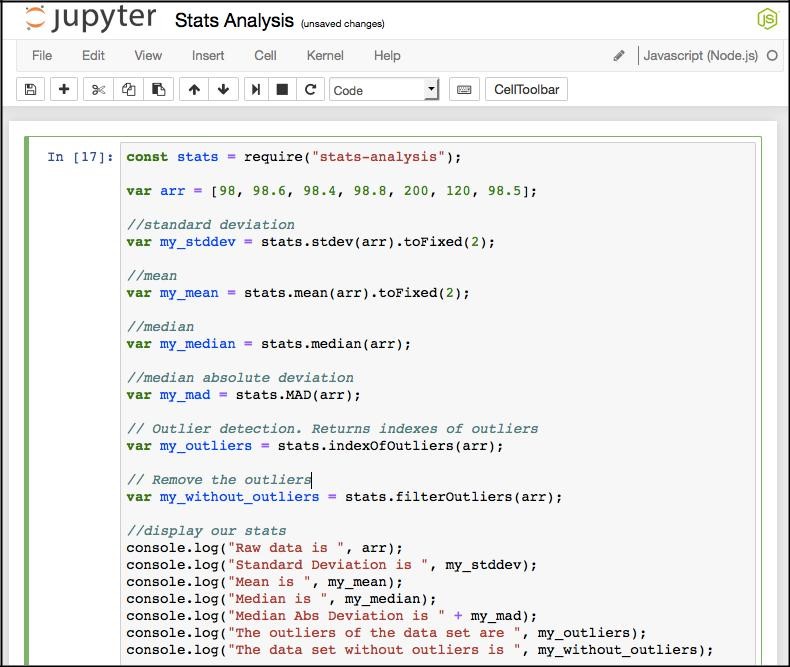 jupyter Stats Analysis (unsaved changes) JS
File Edit View Insert Cell Kernel Help Javascript (Node.js)
Code CellToolbar
In [17]: const stats = require("stats-analysis");
var arr = [98, 98.6, 98.4, 98.8, 200, 120, 98.5];
//standard deviation
var my_stddev = stats.stdev(arr).toFixed(2);
//mean
var my_mean = stats.mean(arr).toFixed(2);
//median
var my_median = stats.median(arr);
//median absolute deviation
var my_mad = stats.MAD(arr);
// Outlier detection. Returns indexes of outliers
var my_outliers = stats.indexOfOutliers(arr);
// Remove the outliers
var my_without_outliers = stats.filterOutliers(arr);
//display our stats
console.log("Raw data is ", arr);
console.log("Standard Deviation is ", my_stddev);
console.log("Mean is ", my_mean);
console.log("Median is ", my_median);
console.log("Median Abs Deviation is " + my_mad);
console.log("The outliers of the data set are ", my_outliers);
console.log("The data set without outliers is ", my_without_outliers);